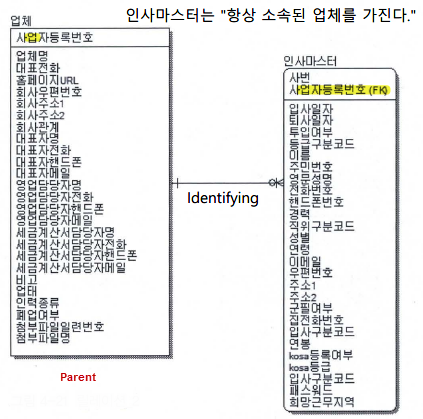 인사마스터는 "항상 소속된 업체를 가진다."
업체
사업자등록번호
업체명
대표전화
홈페이지URL
회사우편번호
회사주소1
회사주소2
회사관계
대표자명
대표자전화
대표자핸드폰
대표자메일
영업담당자명
영업담당자전화
영업담당자핸드폰
영업담당자메일
세금계산서담당자명
세금계산서담당자전화
세금계산서담당자핸드폰
세금계산서담당자메일
비고
업태
인력종류
폐업여부
첨부파일일련번호
첨부파일명
Parent
Identifying
인사마스터
사번
사업자등록번호 (FK)
입사일자
퇴사일자
투입여부
등급구분코드
이름
주민번호
영문성명
전화번호
핸드폰번호
경력
직위구분코드
성별
연령
이메일
우편번호
주소1
주소2
군필여부
집전화번호
입사구분코드
연봉
kosa등록여부
kosa등급
입사구분코드
패스워드
희망근무지역